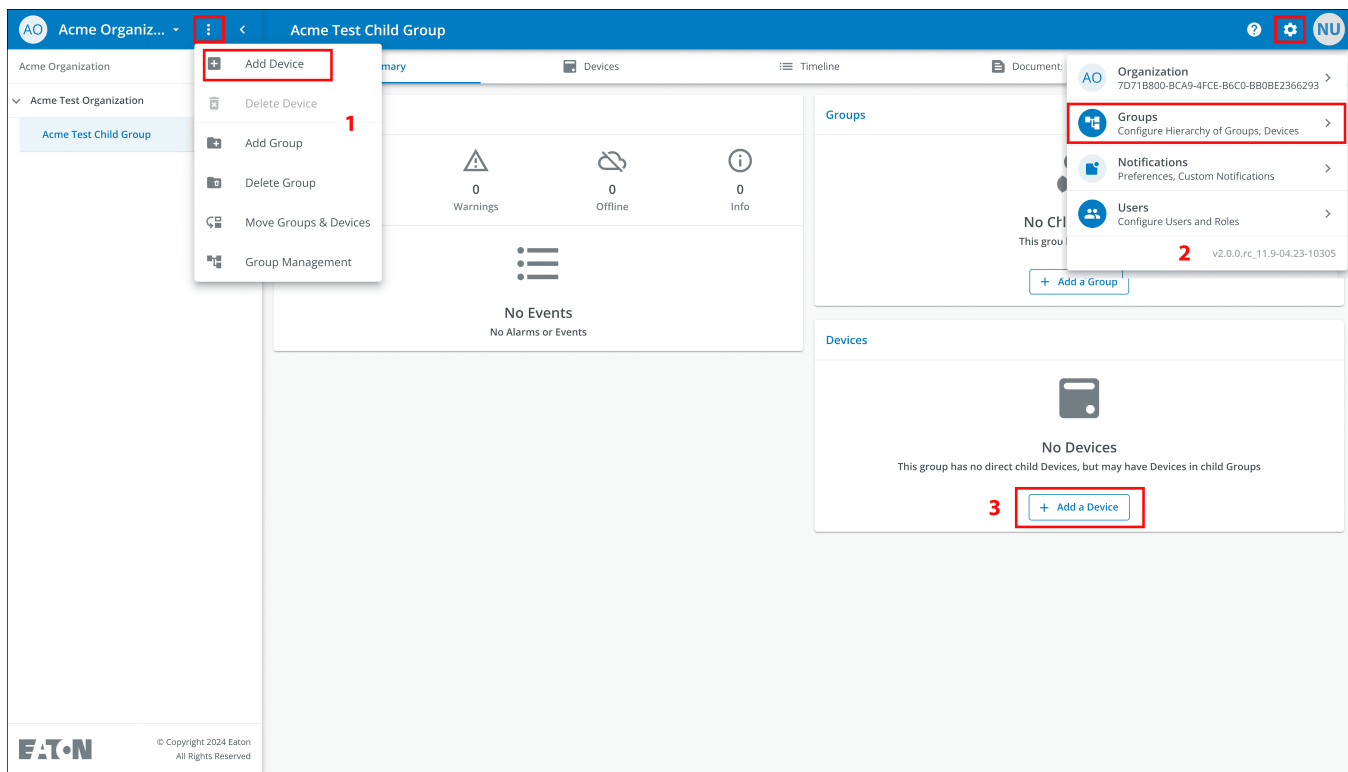 AO Acme Organiz... Acme Test Child Group NU
Acme Organization
Acme Test Organization
Acme Test Child Group
Add Device
Delete Device
1
Add Group
Delete Group
Move Groups & Devices
Group Management
Devices
Timeline
AO Organization
7D71B800-BCA9-4FCE-B6C0-BB0BE2366293
Groups
Configure Hierarchy of Groups, Devices
Notifications
Preferences, Custom Notifications
Users
Configure Users and Roles
2 v2.0.0.rc_11.9-04.23-10305
0
Warnings
0
Offline
0
Info
No Events
No Alarms or Events
Groups
No
+ Add a Group
Devices
No Devices
This group has no direct child Devices, but may have Devices in child Groups
3 + Add a Device
EATON © Copyright 2024 Eaton
All Rights Reserved